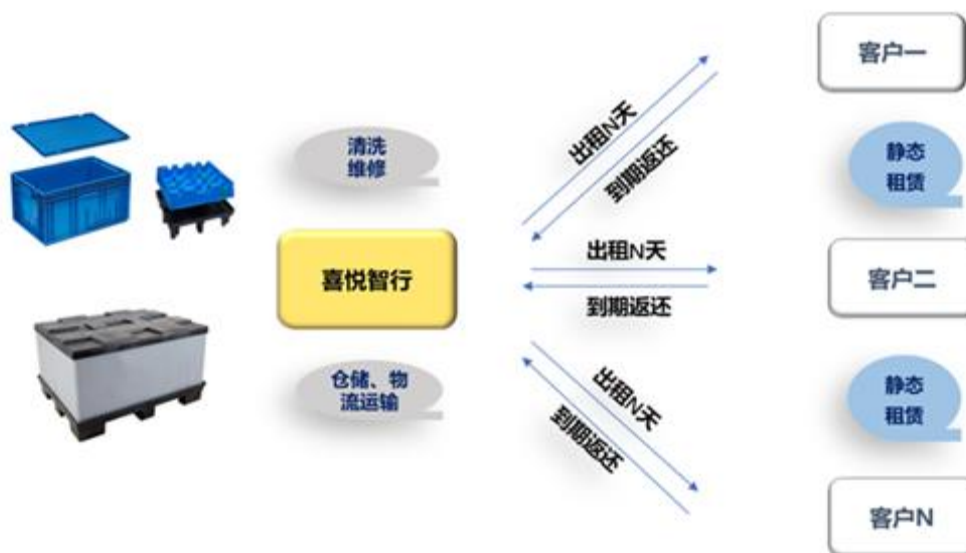 客户一
出租N天
到期返还
清洗
维修
静态
租赁
喜悦智行
出租N天
到期返还
客户二
仓储、物
流运输
出租N天
到期返还
静态
租赁
客户N